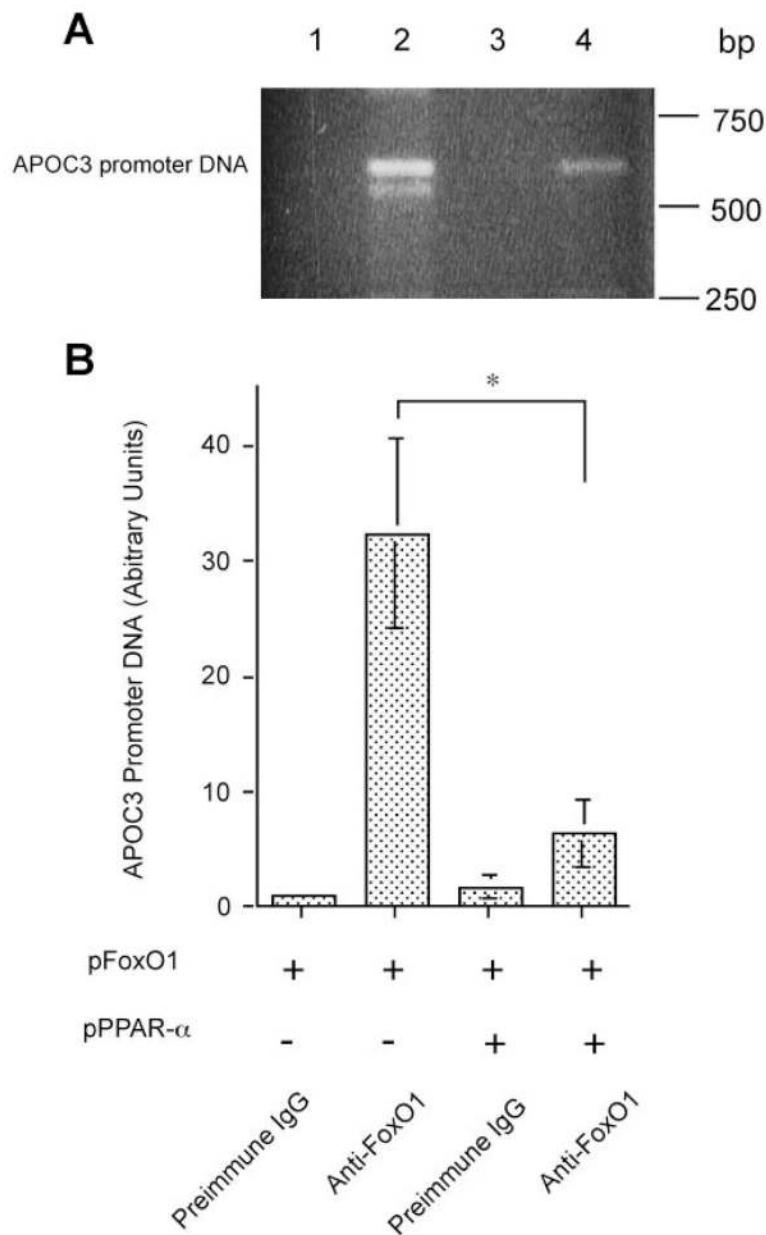 A
1 2 3 4 bp
APOC3 promoter DNA
750
500
250
B
*
APOC3 Promoter DNA (Abitrary Uunits)
40
30
20
10
0
pFoxO1 + + + +
pPPAR-α - - + +
Preimmune IgG
Anti-FoxO1
Preimmune IgG
Anti-FoxO1